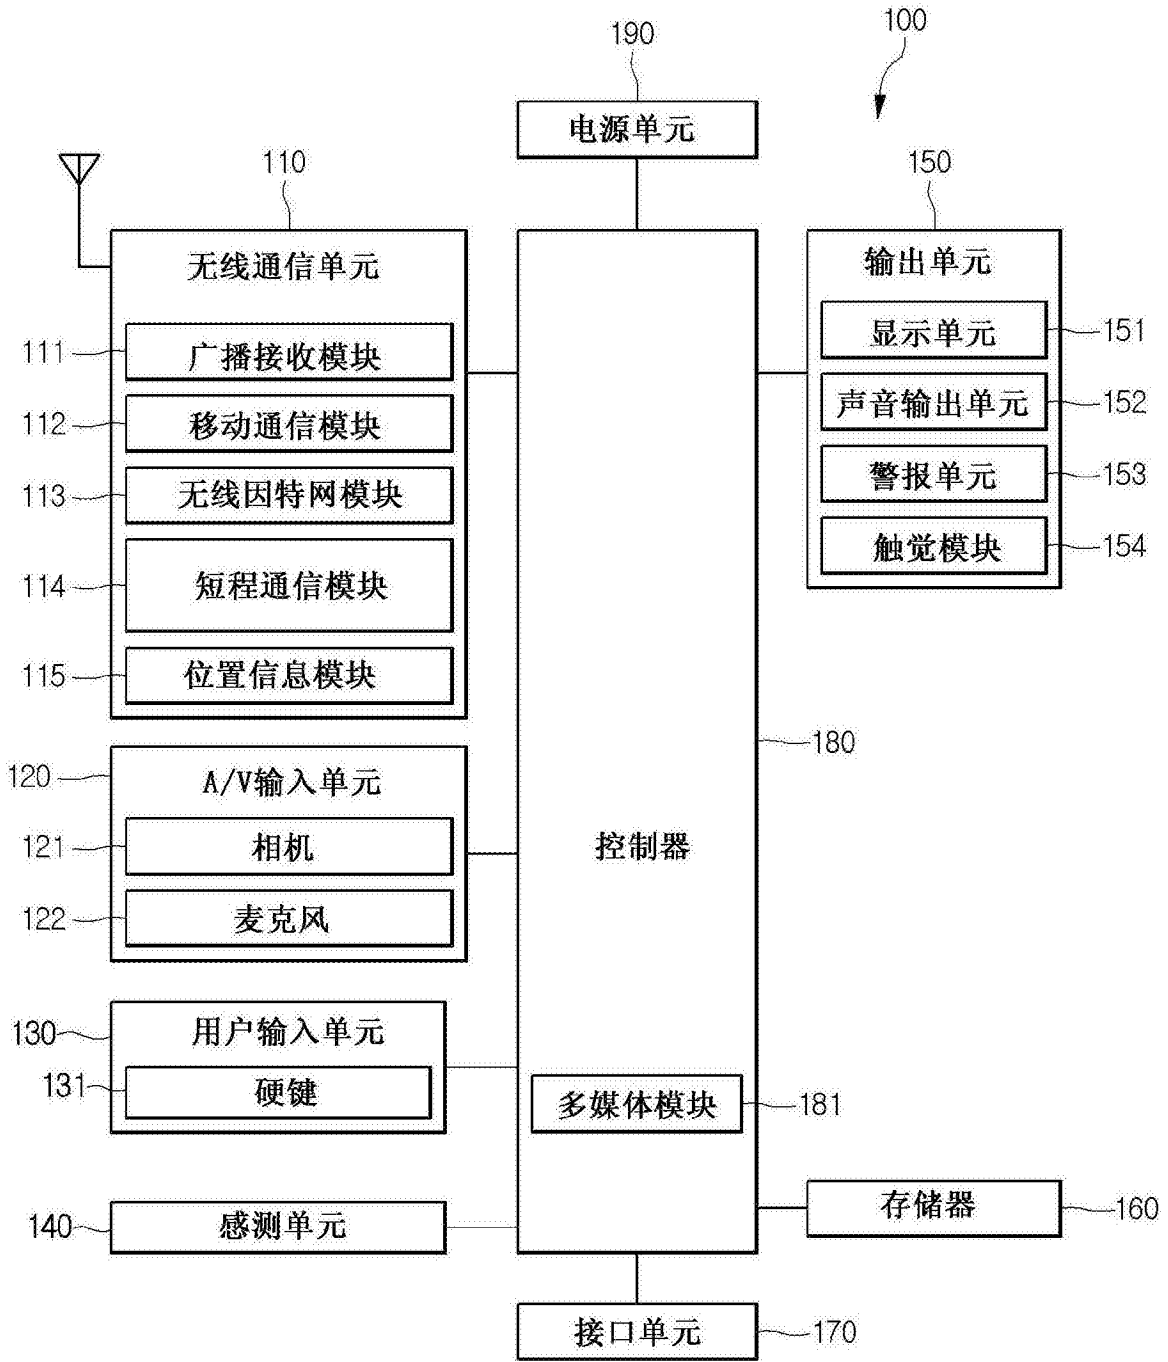 100
190
电源单元
110
无线通信单元
111
广播接收模块
112
移动通信模块
113
无线因特网模块
114
短程通信模块
115
位置信息模块
120
A/V输入单元
121
相机
122
麦克风
130
用户输入单元
131
硬键
140
感测单元
180
控制器
多媒体模块
181
150
输出单元
显示单元
151
声音输出单元
152
警报单元
153
触觉模块
154
存储器
160
接口单元
170